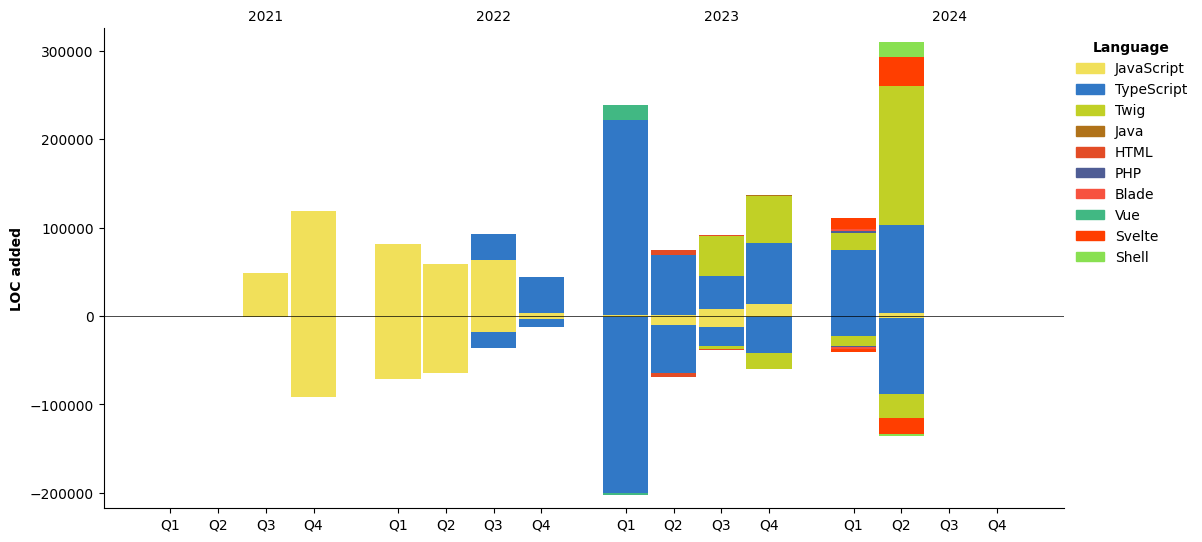 2021 2022 2023 2024
LOC added
300000
200000
100000
0
−100000
−200000
Q1 Q2 Q3 Q4 Q1 Q2 Q3 Q4 Q1 Q2 Q3 Q4 Q1 Q2 Q3 Q4
Language
JavaScript
TypeScript
Twig
Java
HTML
PHP
Blade
Vue
Svelte
Shell